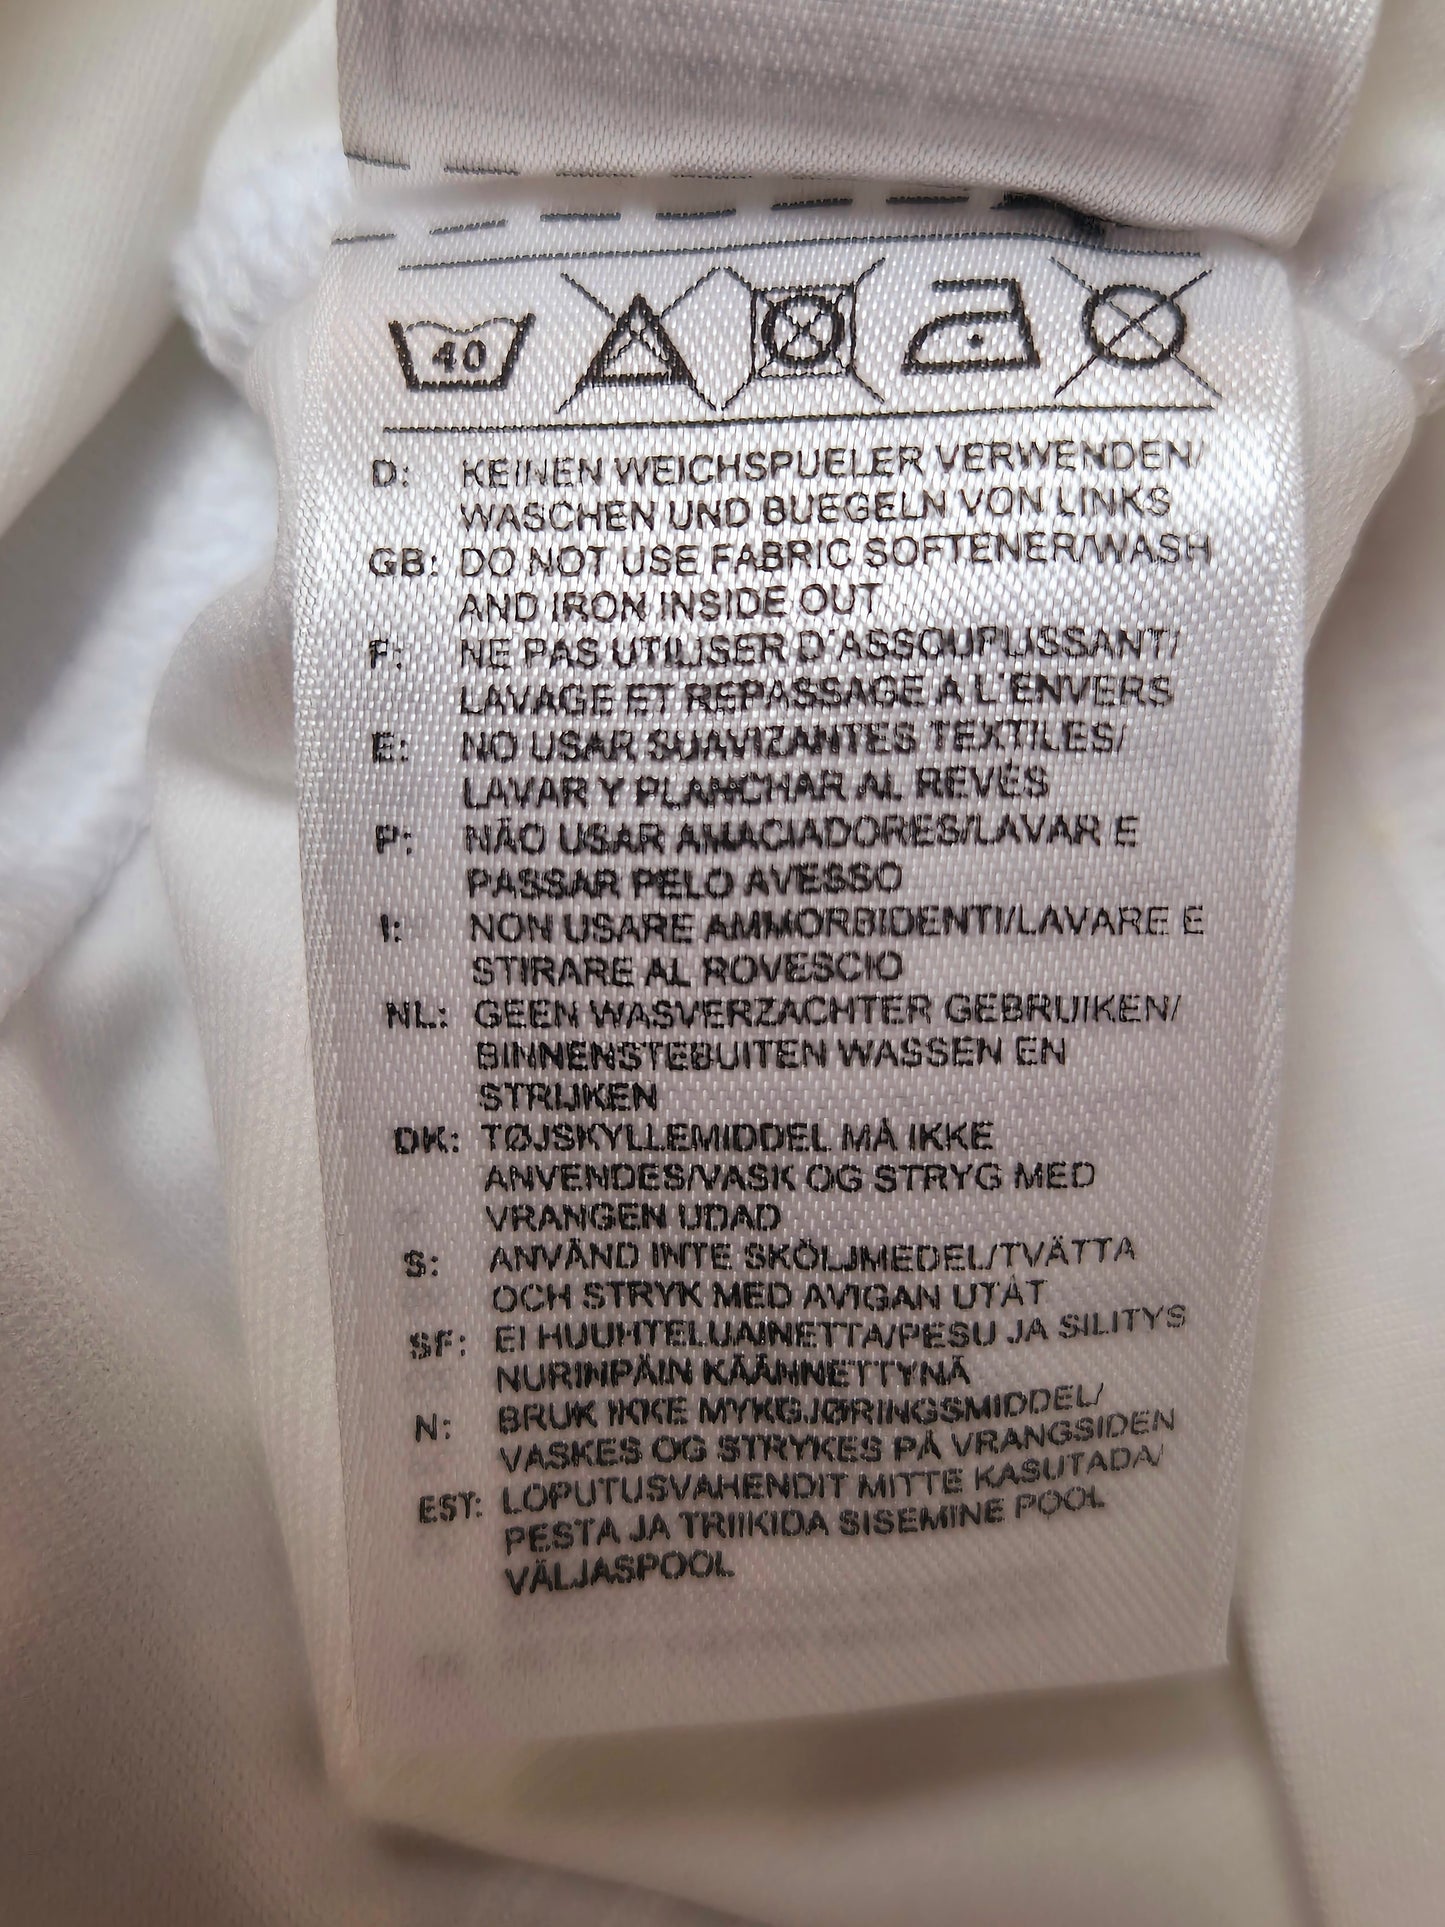 40
D: KEINEN WEICHSPUELER VERWENDEN/
WASCHEN UND BUEGELN VON LINKS
GB: DO NOT USE FABRIC SOFTENER/WASH
AND IRON INSIDE OUT
F: NE PAS UTILISER D'ASSOUPLISSANT/
LAVAGE ET REPASSAGE A L'ENVERS
E: NO USAR SUAVIZANTES TEXTILES/
LAVAR Y PLANCHAR AL REVÉS
P: NÃO USAR AMACIADORES/LAVAR E
PASSAR PELO AVESSO
I: NON USARE AMMORBIDENTI/LAVARE E
STIRARE AL ROVESCIO
NL: GEEN WASVERZACHTER GEBRUIKEN/
BINNENSTEBUITEN WASSEN EN
STRIJKEN
DK: TØJSKYLLEMIDDEL MÅ IKKE
ANVENDES/VASK OG STRYG MED
VRANGEN UDAD
S: ANVÄND INTE SKÖLJMEDEL/TVÄTTA
OCH STRYK MED AVIGAN UTÅT
SF: EI HUUHTELUAINETTA/PESU JA SILITYS
NURINPÄIN KÄÄNNETTYNÄ
N: BRUK IKKE MYKGJØRINGSMIDDEL/
VASKES OG STRYKES PÅ VRANGSIDEN
EST: LOPUTUSVAHENDIT MITTE KASUTADA/
PESTA JA TRIIKIDA SISEMINE POOL
VÄLJASPOOL